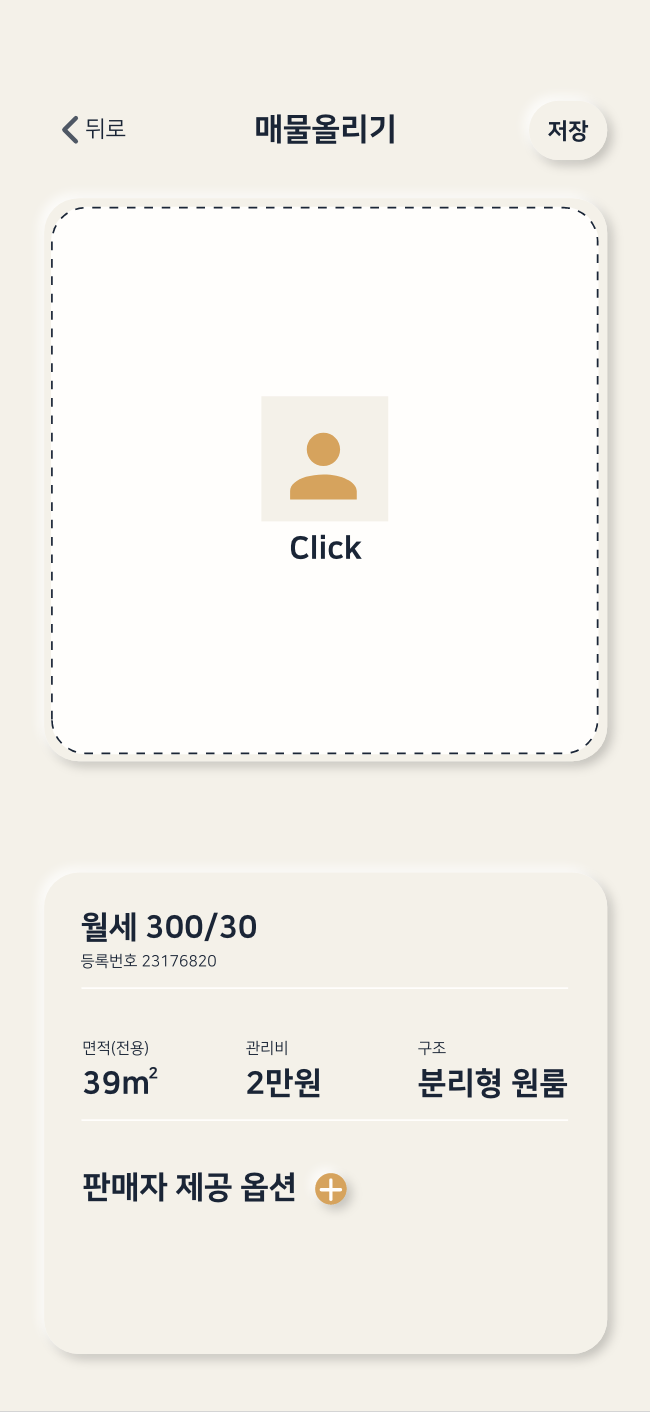 뒤로 매물올리기 저장
Click
월세 300/30
등록번호 23176820
면적(전용) 관리비 구조
39m² 2만원 분리형 원룸
판매자 제공 옵션